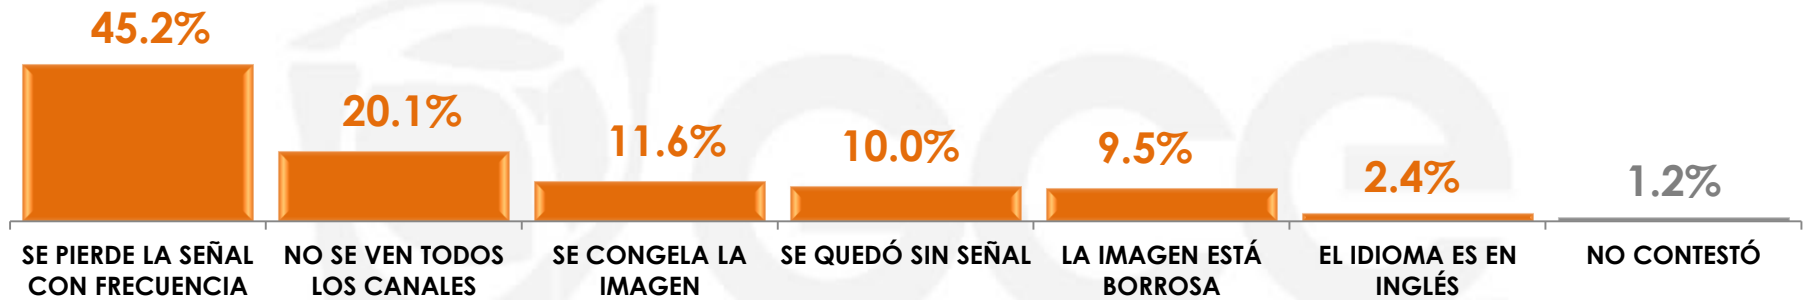 45.2%
20.1%
11.6%
10.0%
9.5%
2.4%
1.2%
SE PIERDE LA SEÑAL
CON FRECUENCIA
NO SE VEN TODOS
LOS CANALES
SE CONGELA LA
IMAGEN
SE QUEDÓ SIN SEÑAL
LA IMAGEN ESTÁ
BORROSA
EL IDIOMA ES EN
INGLÉS
NO CONTESTÓ